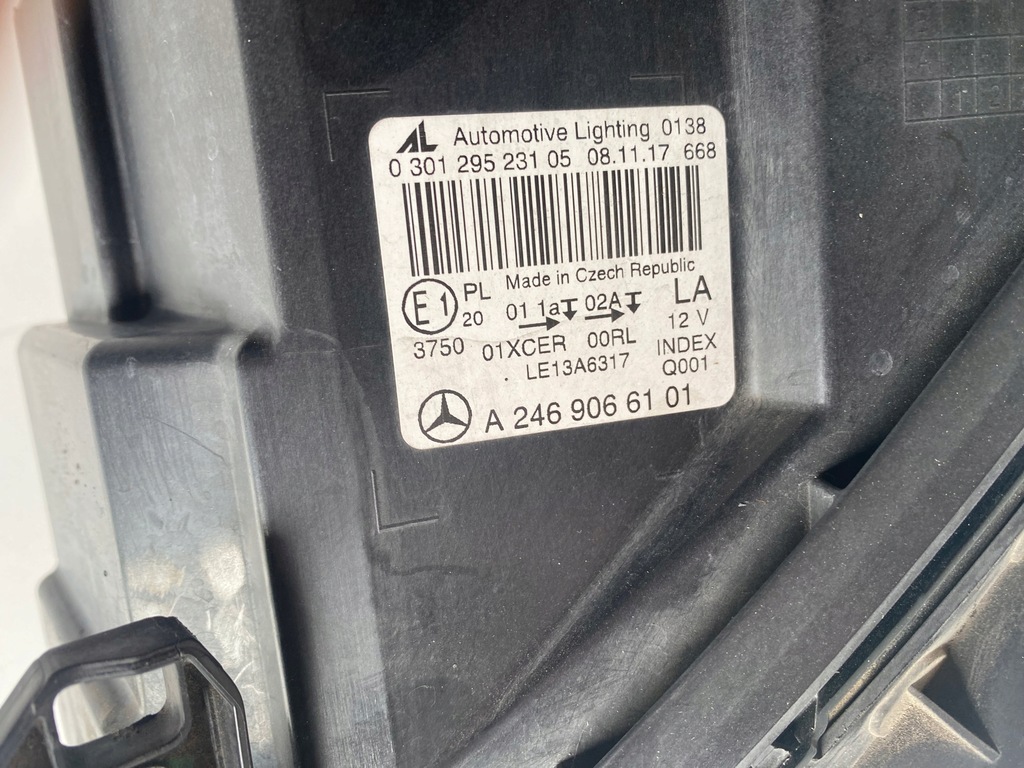 AL Automotive Lighting 0138
0 301 295 231 05 08.11.17 668
Made in Czech Republic
E1 PL 20 01 1a 02A LA
3750 01XCER 00RL 12 V
LE13A6317 INDEX
Q001
A 246 906 61 01